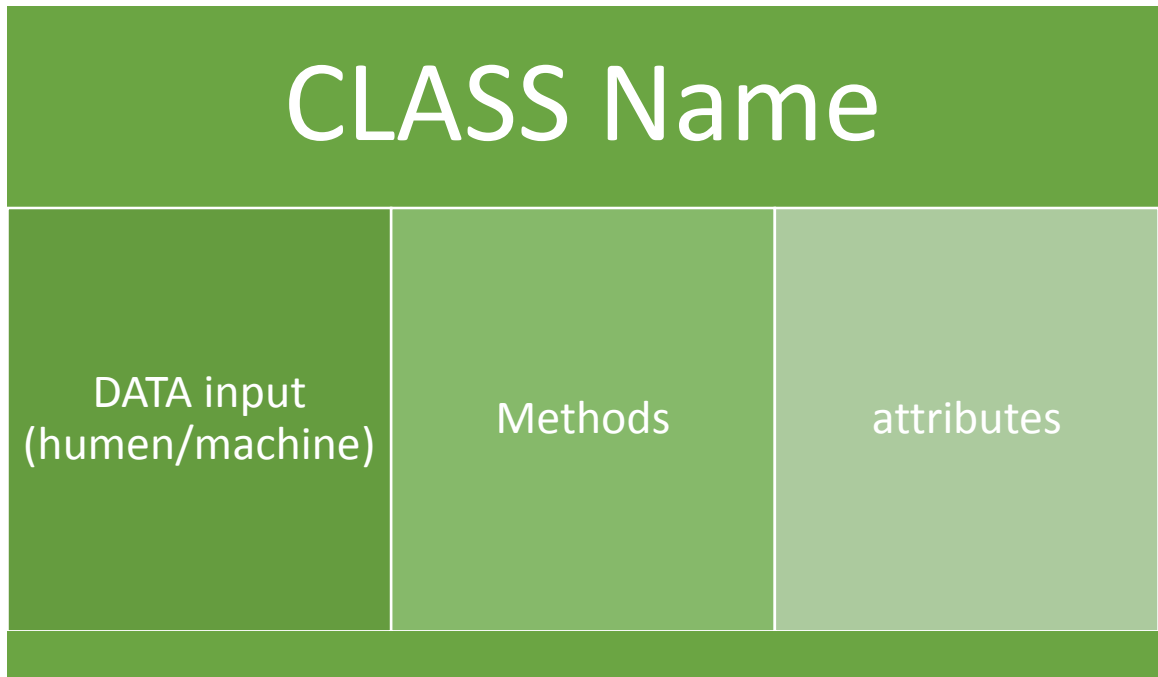 CLASS Name
DATA input
(humen/machine)
Methods
attributes